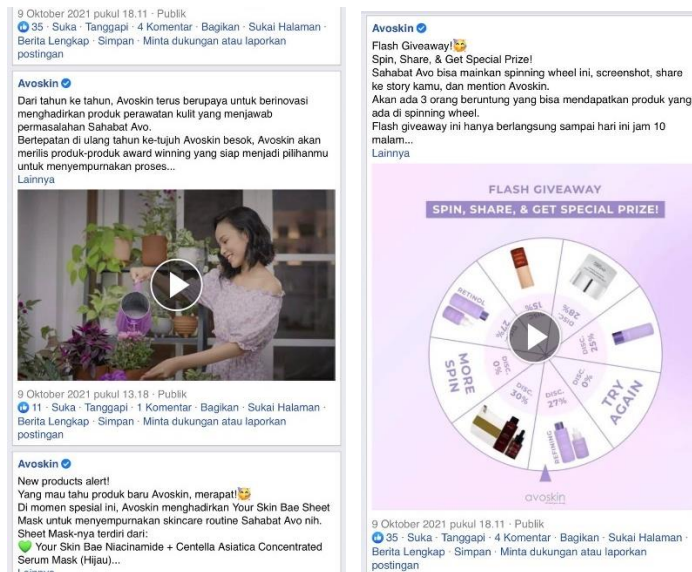 9 Oktober 2021 pukul 18.11 · Publik
35 · Suka · Tanggapi · 4 Komentar · Bagikan · Sukai Halaman ·
Berita Lengkap · Simpan · Minta dukungan atau laporkan
postingan
Avoskin
Dari tahun ke tahun, Avoskin terus berupaya untuk berinovasi
menghadirkan produk perawatan kulit yang menjawab
permasalahan Sahabat Avo.
Bertepatan di ulang tahun ke-tujuh Avoskin besok, Avoskin akan
merilis produk-produk award winning yang siap menjadi pilihanmu
untuk menyempurnakan proses...
Lainnya
9 Oktober 2021 pukul 13.18 · Publik
11 · Suka · Tanggapi · 1 Komentar · Bagikan · Sukai Halaman ·
Berita Lengkap · Simpan · Minta dukungan atau laporkan
postingan
Avoskin
New products alert!
Yang mau tahu produk baru Avoskin, merapat!🥰
Di momen spesial ini, Avoskin menghadirkan Your Skin Bae Sheet
Mask untuk menyempurnakan skincare routine Sahabat Avo nih.
Sheet Mask-nya terdiri dari:
💚 Your Skin Bae Niacinamide + Centella Asiatica Concentrated
Serum Mask (Hijau)...
Lainnya
Avoskin
Flash Giveaway!🥰
Spin, Share, & Get Special Prize!
Sahabat Avo bisa mainkan spinning wheel ini, screenshot, share
ke story kamu, dan mention Avoskin.
Akan ada 3 orang beruntung yang bisa mendapatkan produk yang
ada di spinning wheel.
Flash giveaway ini hanya berlangsung sampai hari ini jam 10
malam...
Lainnya
FLASH GIVEAWAY
SPIN, SHARE, & GET SPECIAL PRIZE!
15%
DISC.
28%
DISC.
25%
DISC.
0%
TRY
AGAIN
DISC.
27%
REFINING
DISC.
30%
DISC.
0%
MORE
SPIN
27%
RETINOL
avoskin
9 Oktober 2021 pukul 18.11 · Publik
35 · Suka · Tanggapi · 4 Komentar · Bagikan · Sukai Halaman ·
Berita Lengkap · Simpan · Minta dukungan atau laporkan
postingan